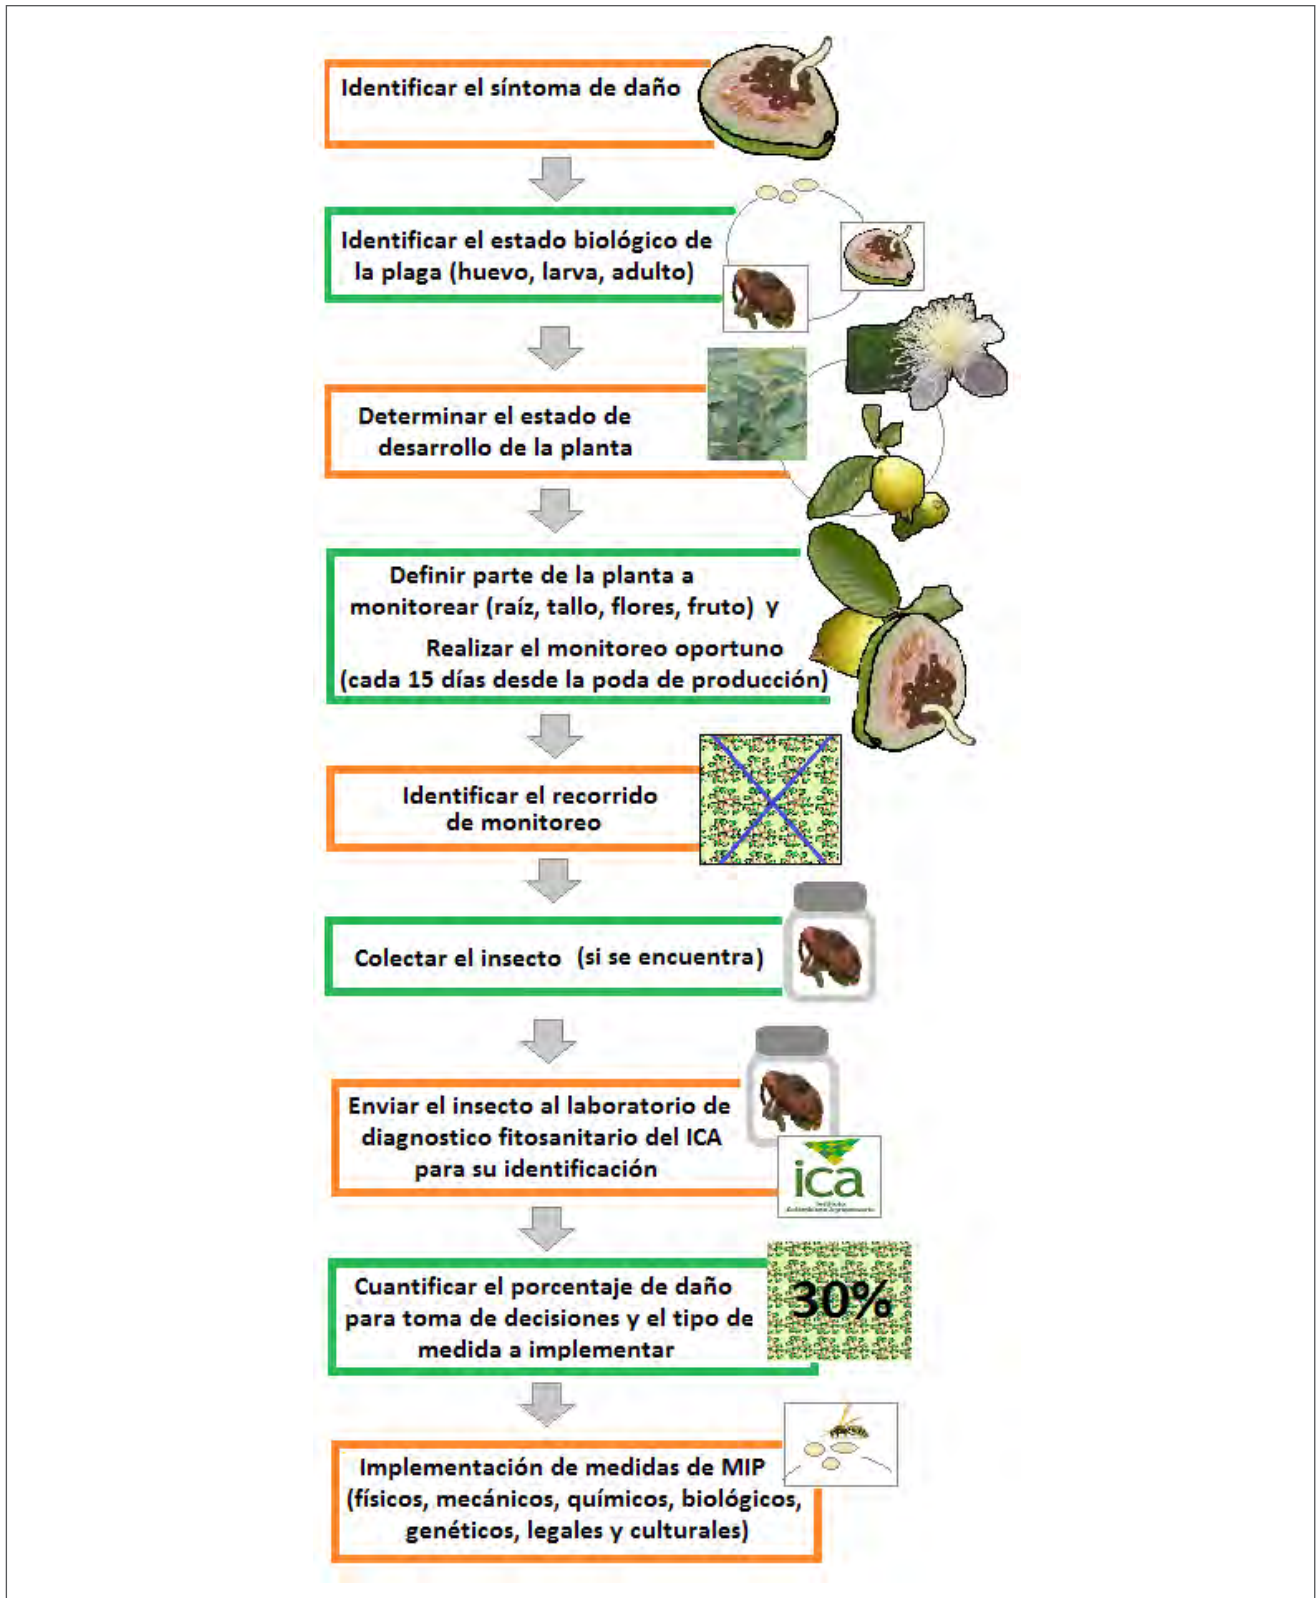 Identificar el síntoma de daño
Identificar el estado biológico de
la plaga (huevo, larva, adulto)
Determinar el estado de
desarrollo de la planta
Definir parte de la planta a
monitorear (raíz, tallo, flores, fruto) y
Realizar el monitoreo oportuno
(cada 15 días desde la poda de producción)
Identificar el recorrido
de monitoreo
Colectar el insecto (si se encuentra)
Enviar el insecto al laboratorio de
diagnostico fitosanitario del ICA
para su identificación
ica
Instituto
Colombiano Agropecuario
Cuantificar el porcentaje de daño
para toma de decisiones y el tipo de
medida a implementar
30%
Implementación de medidas de MIP
(físicos, mecánicos, químicos, biológicos,
genéticos, legales y culturales)